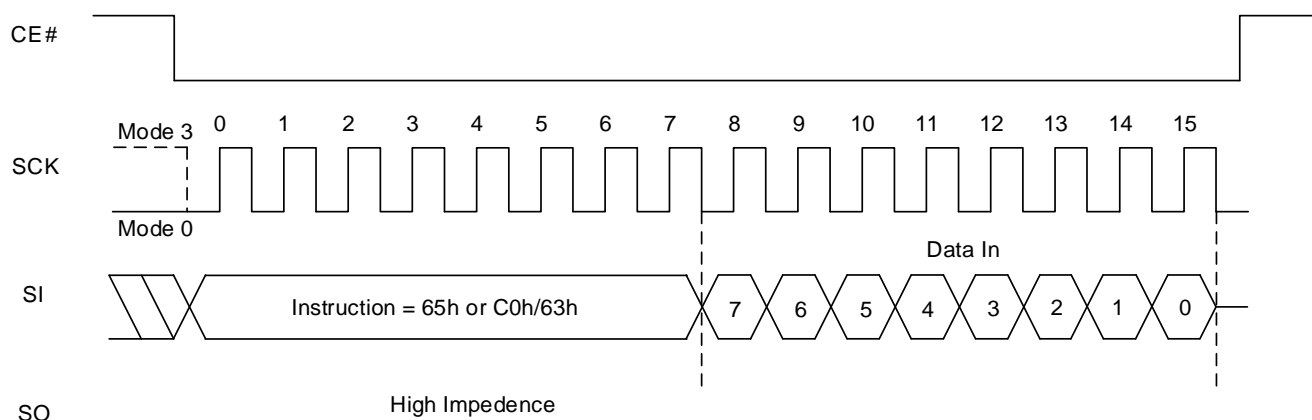 CE#
Mode 3
0 1 2 3 4 5 6 7 8 9 10 11 12 13 14 15
SCK
Mode 0
Data In
SI
Instruction = 65h or C0h/63h
7 6 5 4 3 2 1 0
High Impedence
SO